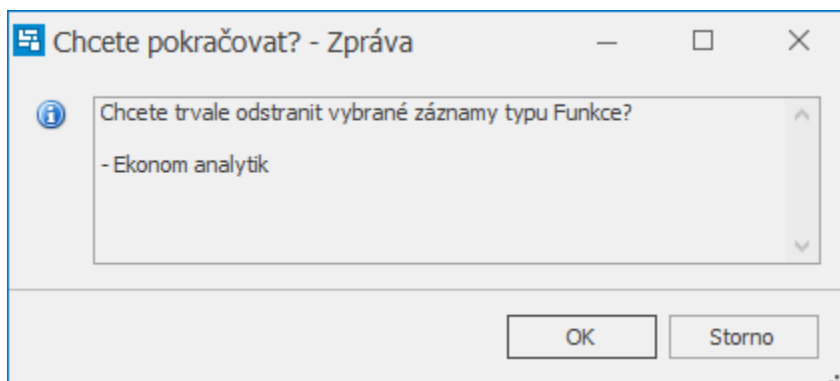 Chcete pokračovat? - Zpráva
Chcete trvale odstranit vybrané záznamy typu Funkce?
- Ekonom analytik
OK
Storno